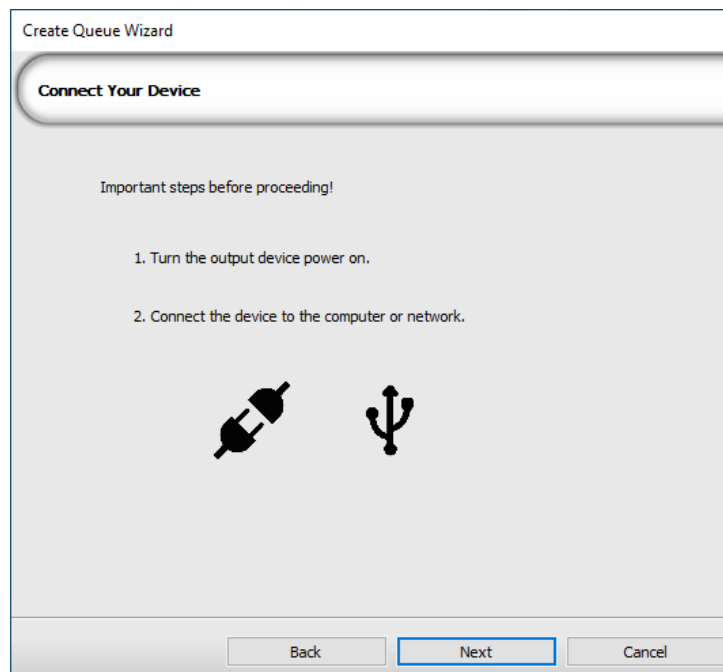 Create Queue Wizard
Connect Your Device
Important steps before proceeding!
1. Turn the output device power on.
2. Connect the device to the computer or network.
Back
Next
Cancel